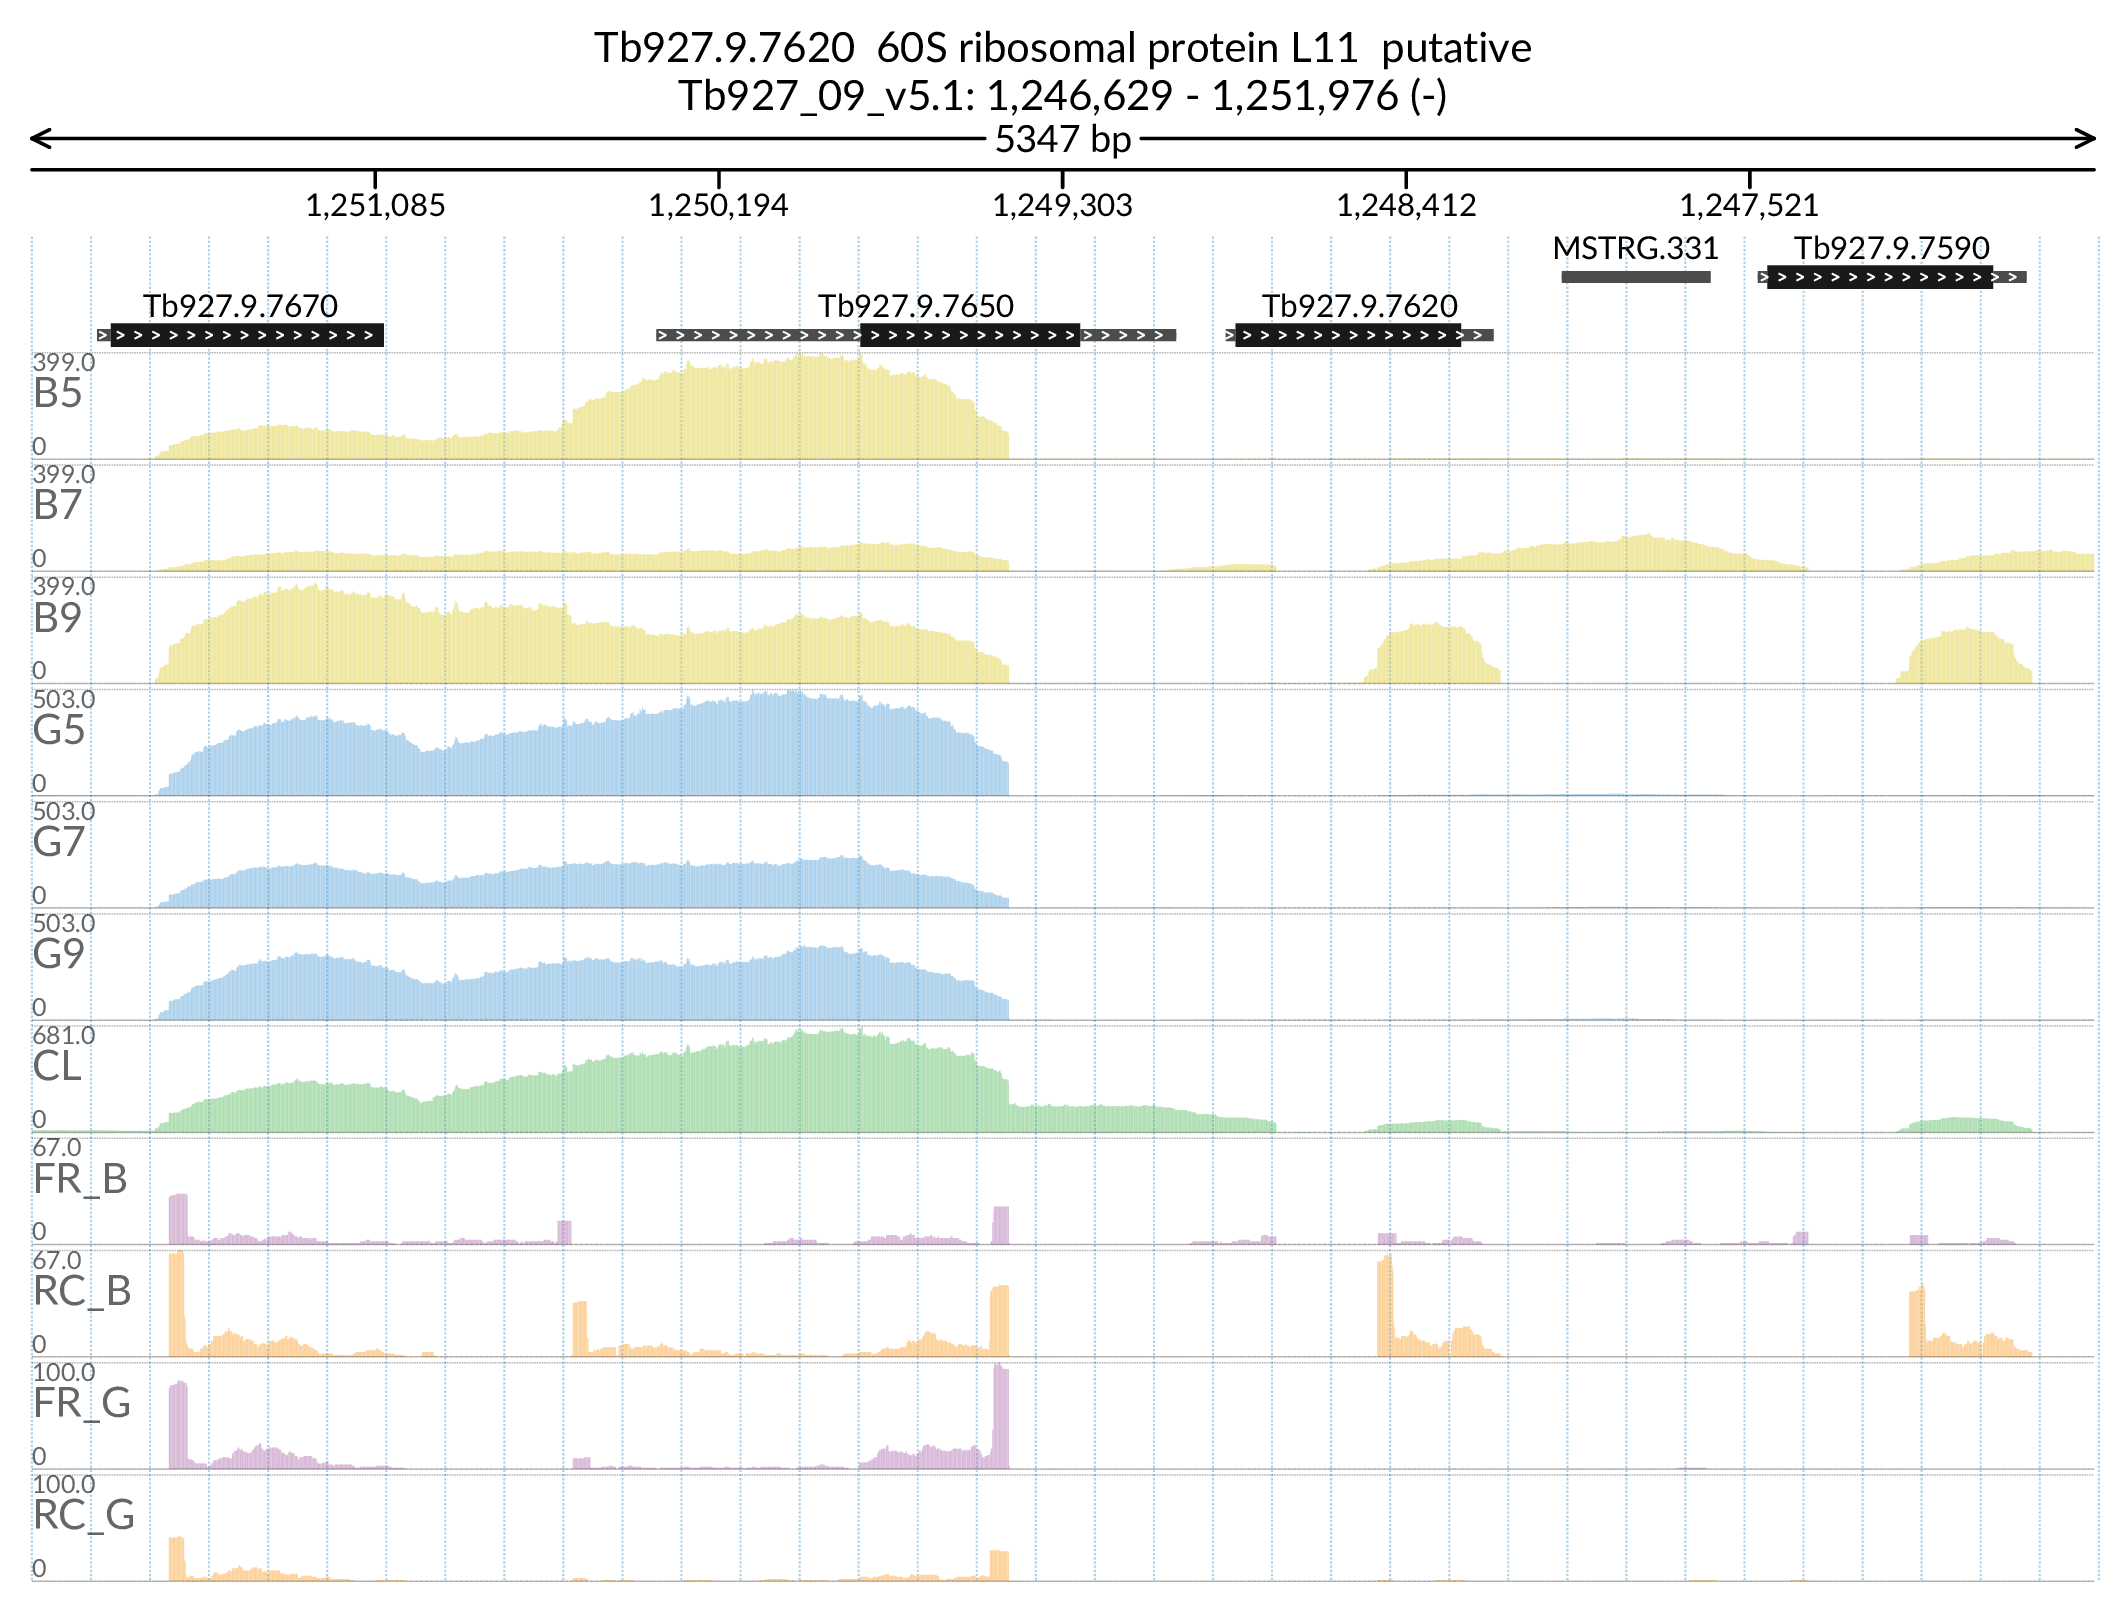 Tb927.9.7620  60S ribosomal protein L11  putative
Tb927_09_v5.1: 1,246,629 - 1,251,976 (-)
5347 bp
1,251,085 1,250,194 1,249,303 1,248,412 1,247,521
MSTRG.331 Tb927.9.7590
Tb927.9.7670 Tb927.9.7650 Tb927.9.7620
399.0
B5
0
399.0
B7
0
399.0
B9
0
503.0
G5
0
503.0
G7
0
503.0
G9
0
681.0
CL
0
67.0
FR_B
0
67.0
RC_B
0
100.0
FR_G
0
100.0
RC_G
0